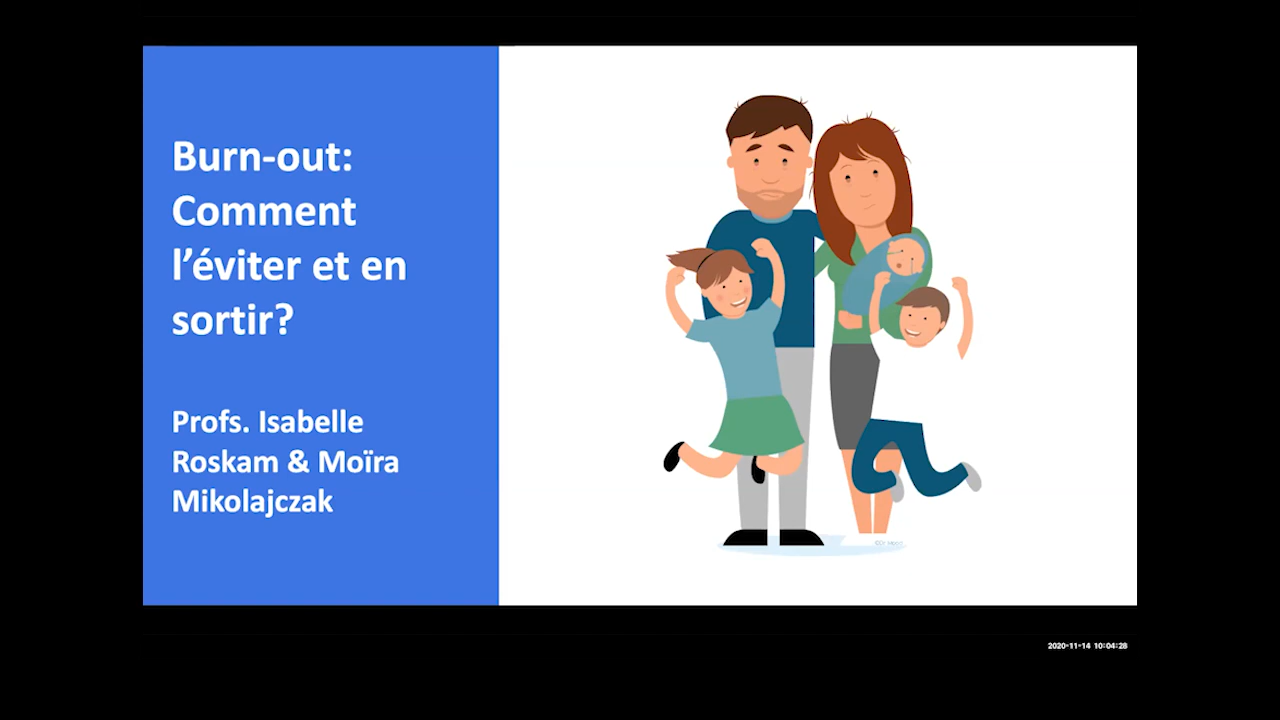 Burn-out:
Comment
l’éviter et en
sortir?
Profs. Isabelle
Roskam & Moïra
Mikolajczak
2020-11-14 10:04:28